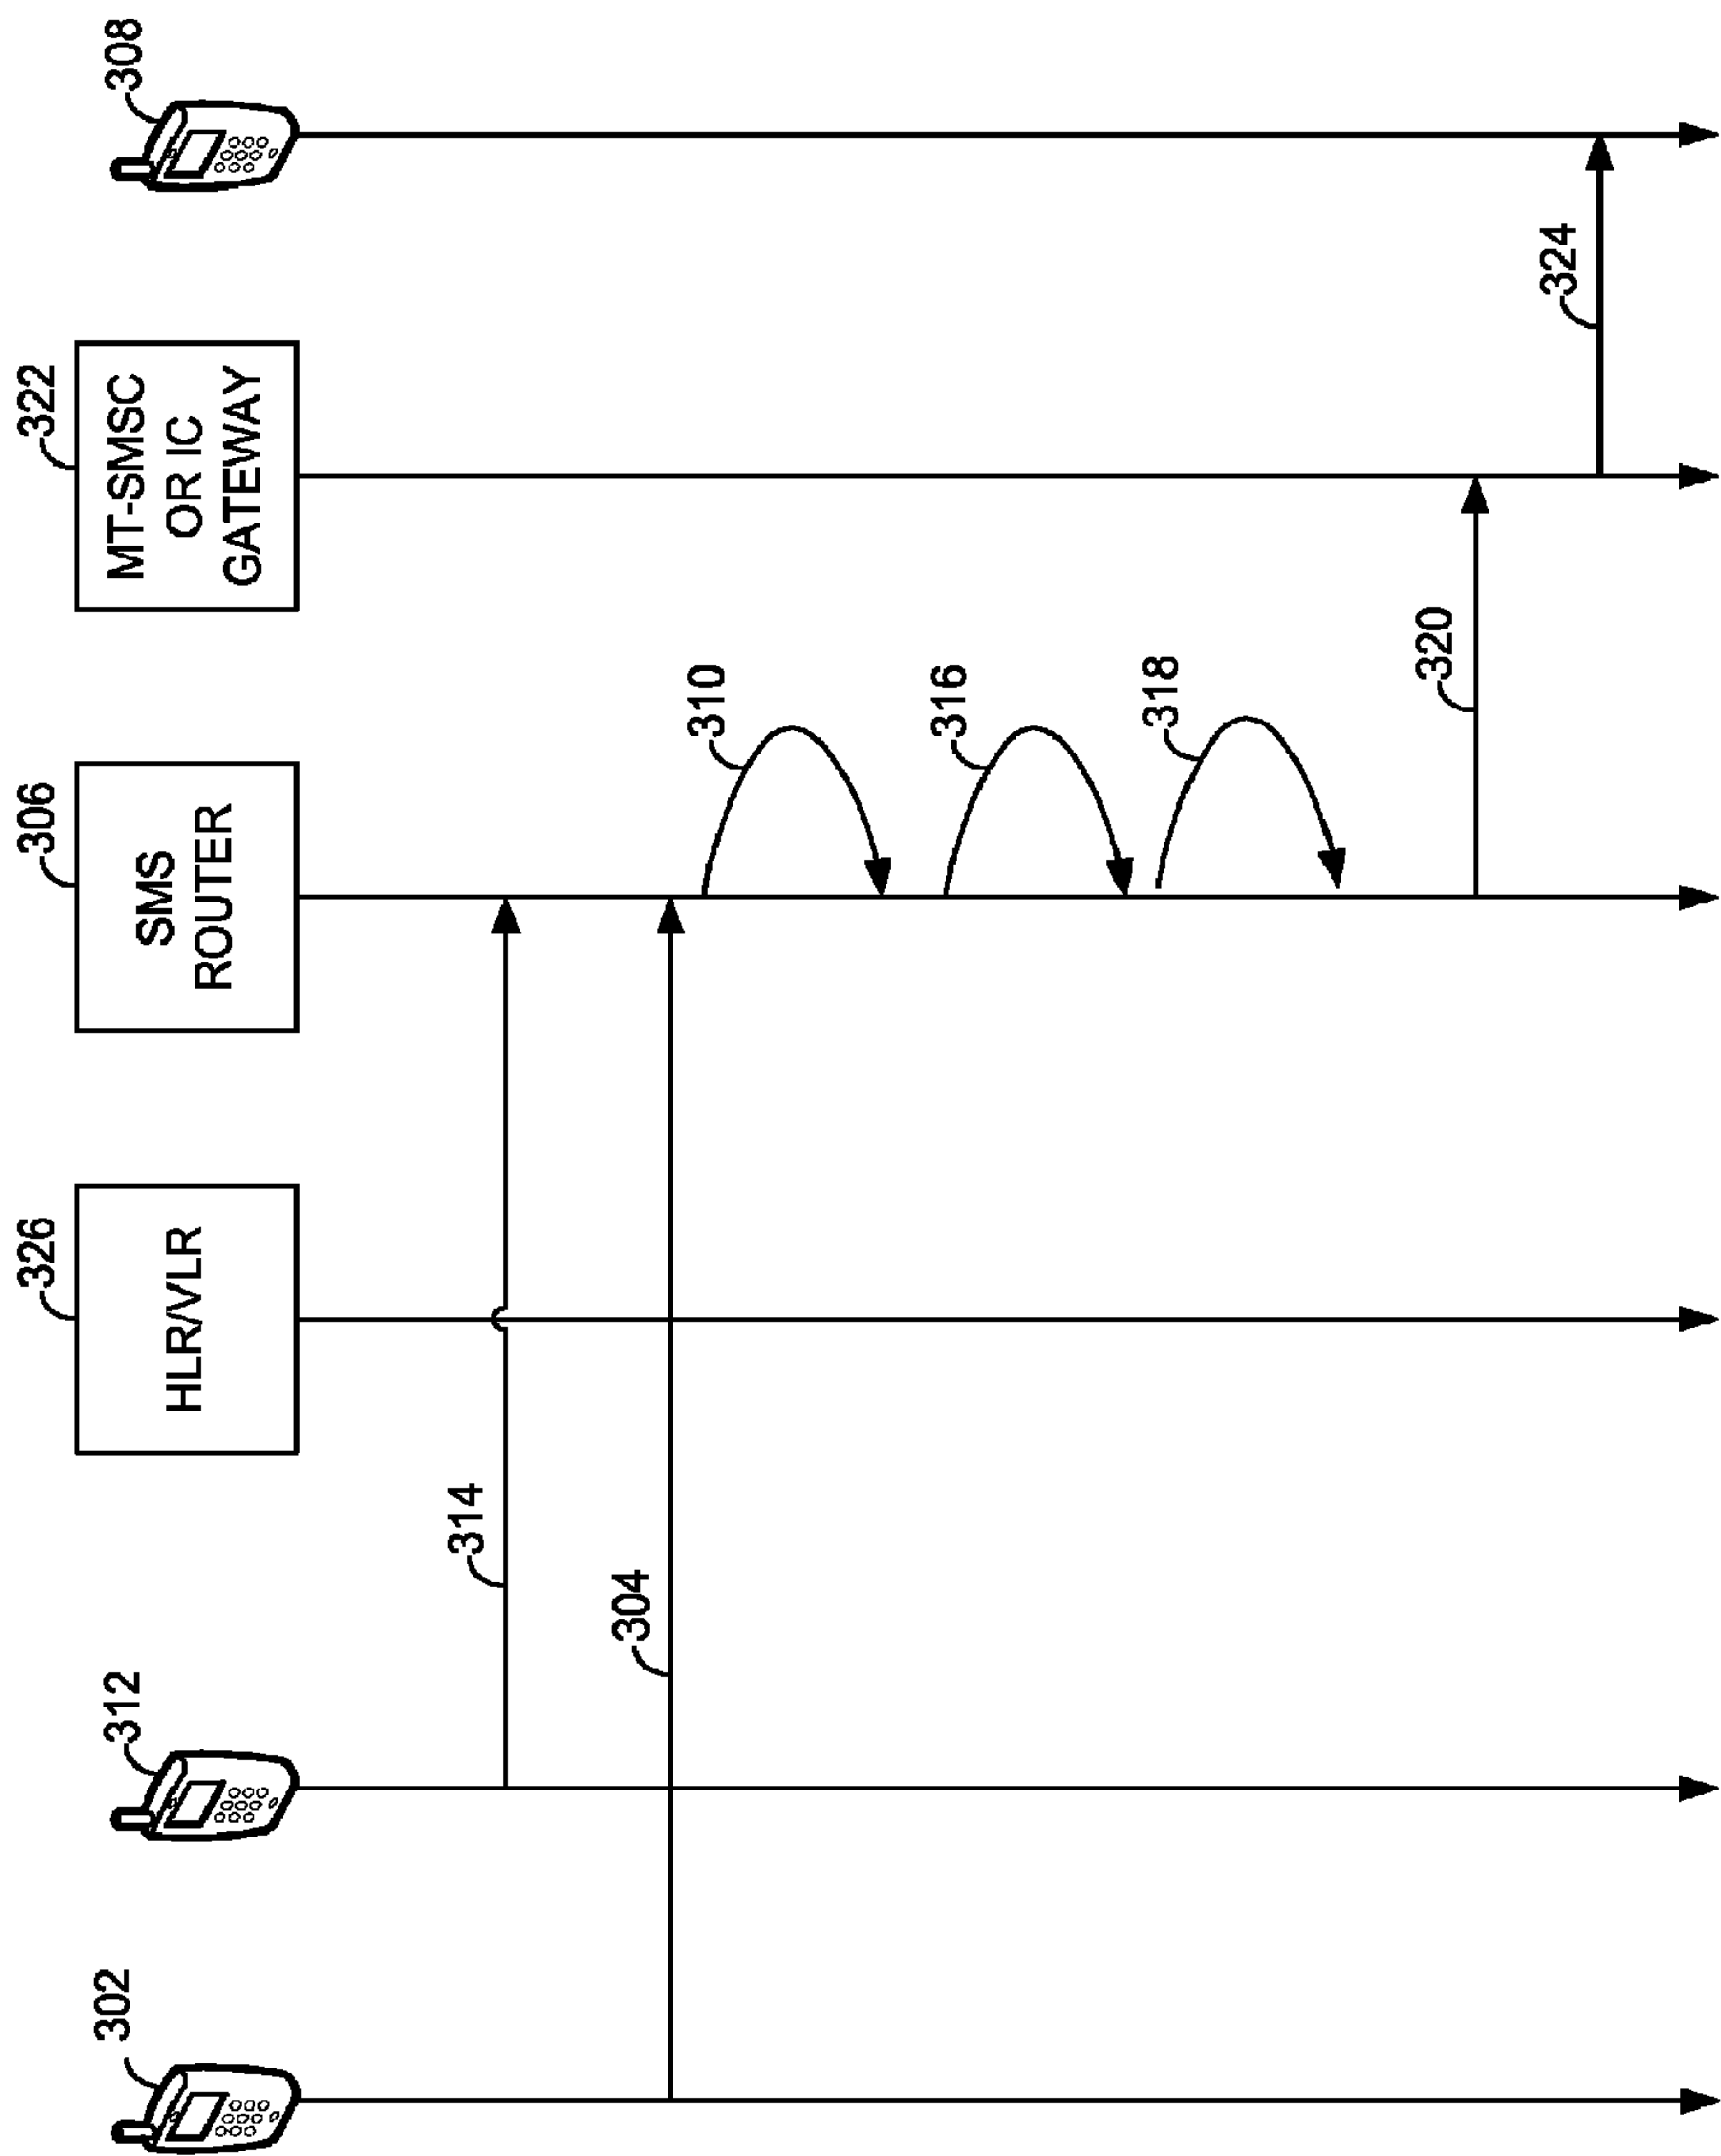 302
312
326
306
322
308
HLR/VLR
SMS
ROUTER
MT-SMSC
OR IC
GATEWAY
314
304
310
316
318
320
324